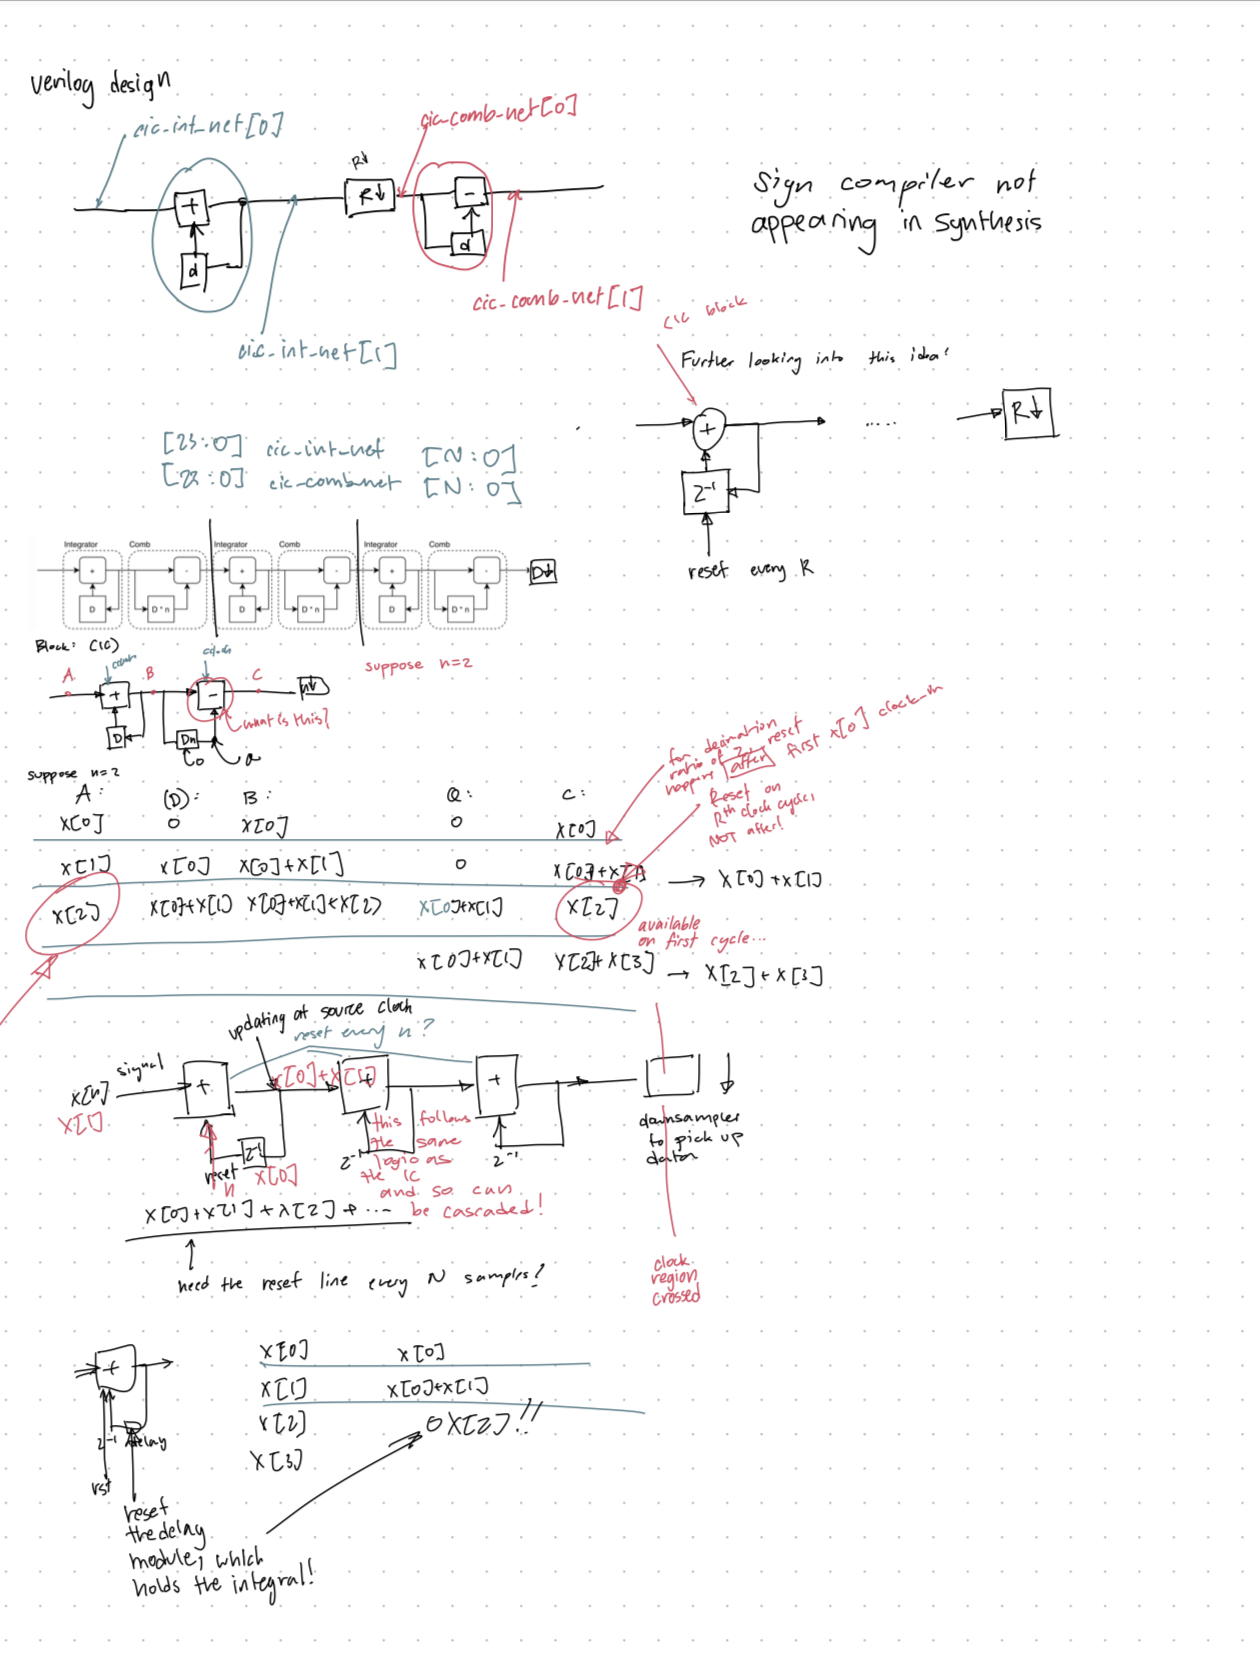 verilog design
cic-int-net[0]
cic-comb-net[0]
R↓
R↓
+
-
d
d
cic-comb-net[1]
cic-int-net[1]
Sign compiler not
appearing in synthesis
CIC block
Further looking into this idea!
+
.....
R↓
Z⁻¹
reset every R
[23:0] cic-int-net [N:0]
[22:0] cic-combnet [N:0]
Integrator Comb Integrator Comb Integrator Comb
+ - + - + -
D D*n D D*n D D*n
D↓
Block: CIC)
suppose n=2
A B C
+ -
what is this?
D Dn
Q
suppose n=2
for decimation
ratio of 2, reset
happens after first x[0] clock-in
Reset on
Rth clock cycle,
NOT after!
A: (D): B: Q: C:
x[0] 0 x[0] 0 x[0]
x[1] x[0] x[0]+x[1] 0 x[0]+x[1] → x[0]+x[1]
x[2] x[0]+x[1] x[0]+x[1]+x[2] x[0]+x[1] x[2]
available
on first cycle...
x[0]+x[1] x[2]+x[3] → x[2]+x[3]
updating at source clock
reset every n?
signal
x[n]
x[1]
+ + +
x[0]+x[1]
z⁻¹
reset
n
x[0]
z⁻¹
z⁻¹
this follows
the same
logic as
the IC
and so can
be cascaded!
downsampler
to pick up
data
x[0]+x[1]+x[2]+...
need the reset line every N samples?
clock
region
crossed
+
z⁻¹ delay
rst
x[0] x[0]
x[1] x[0]+x[1]
x[2] 0x[2]!!
x[3]
reset
the delay
module, which
holds the integral!